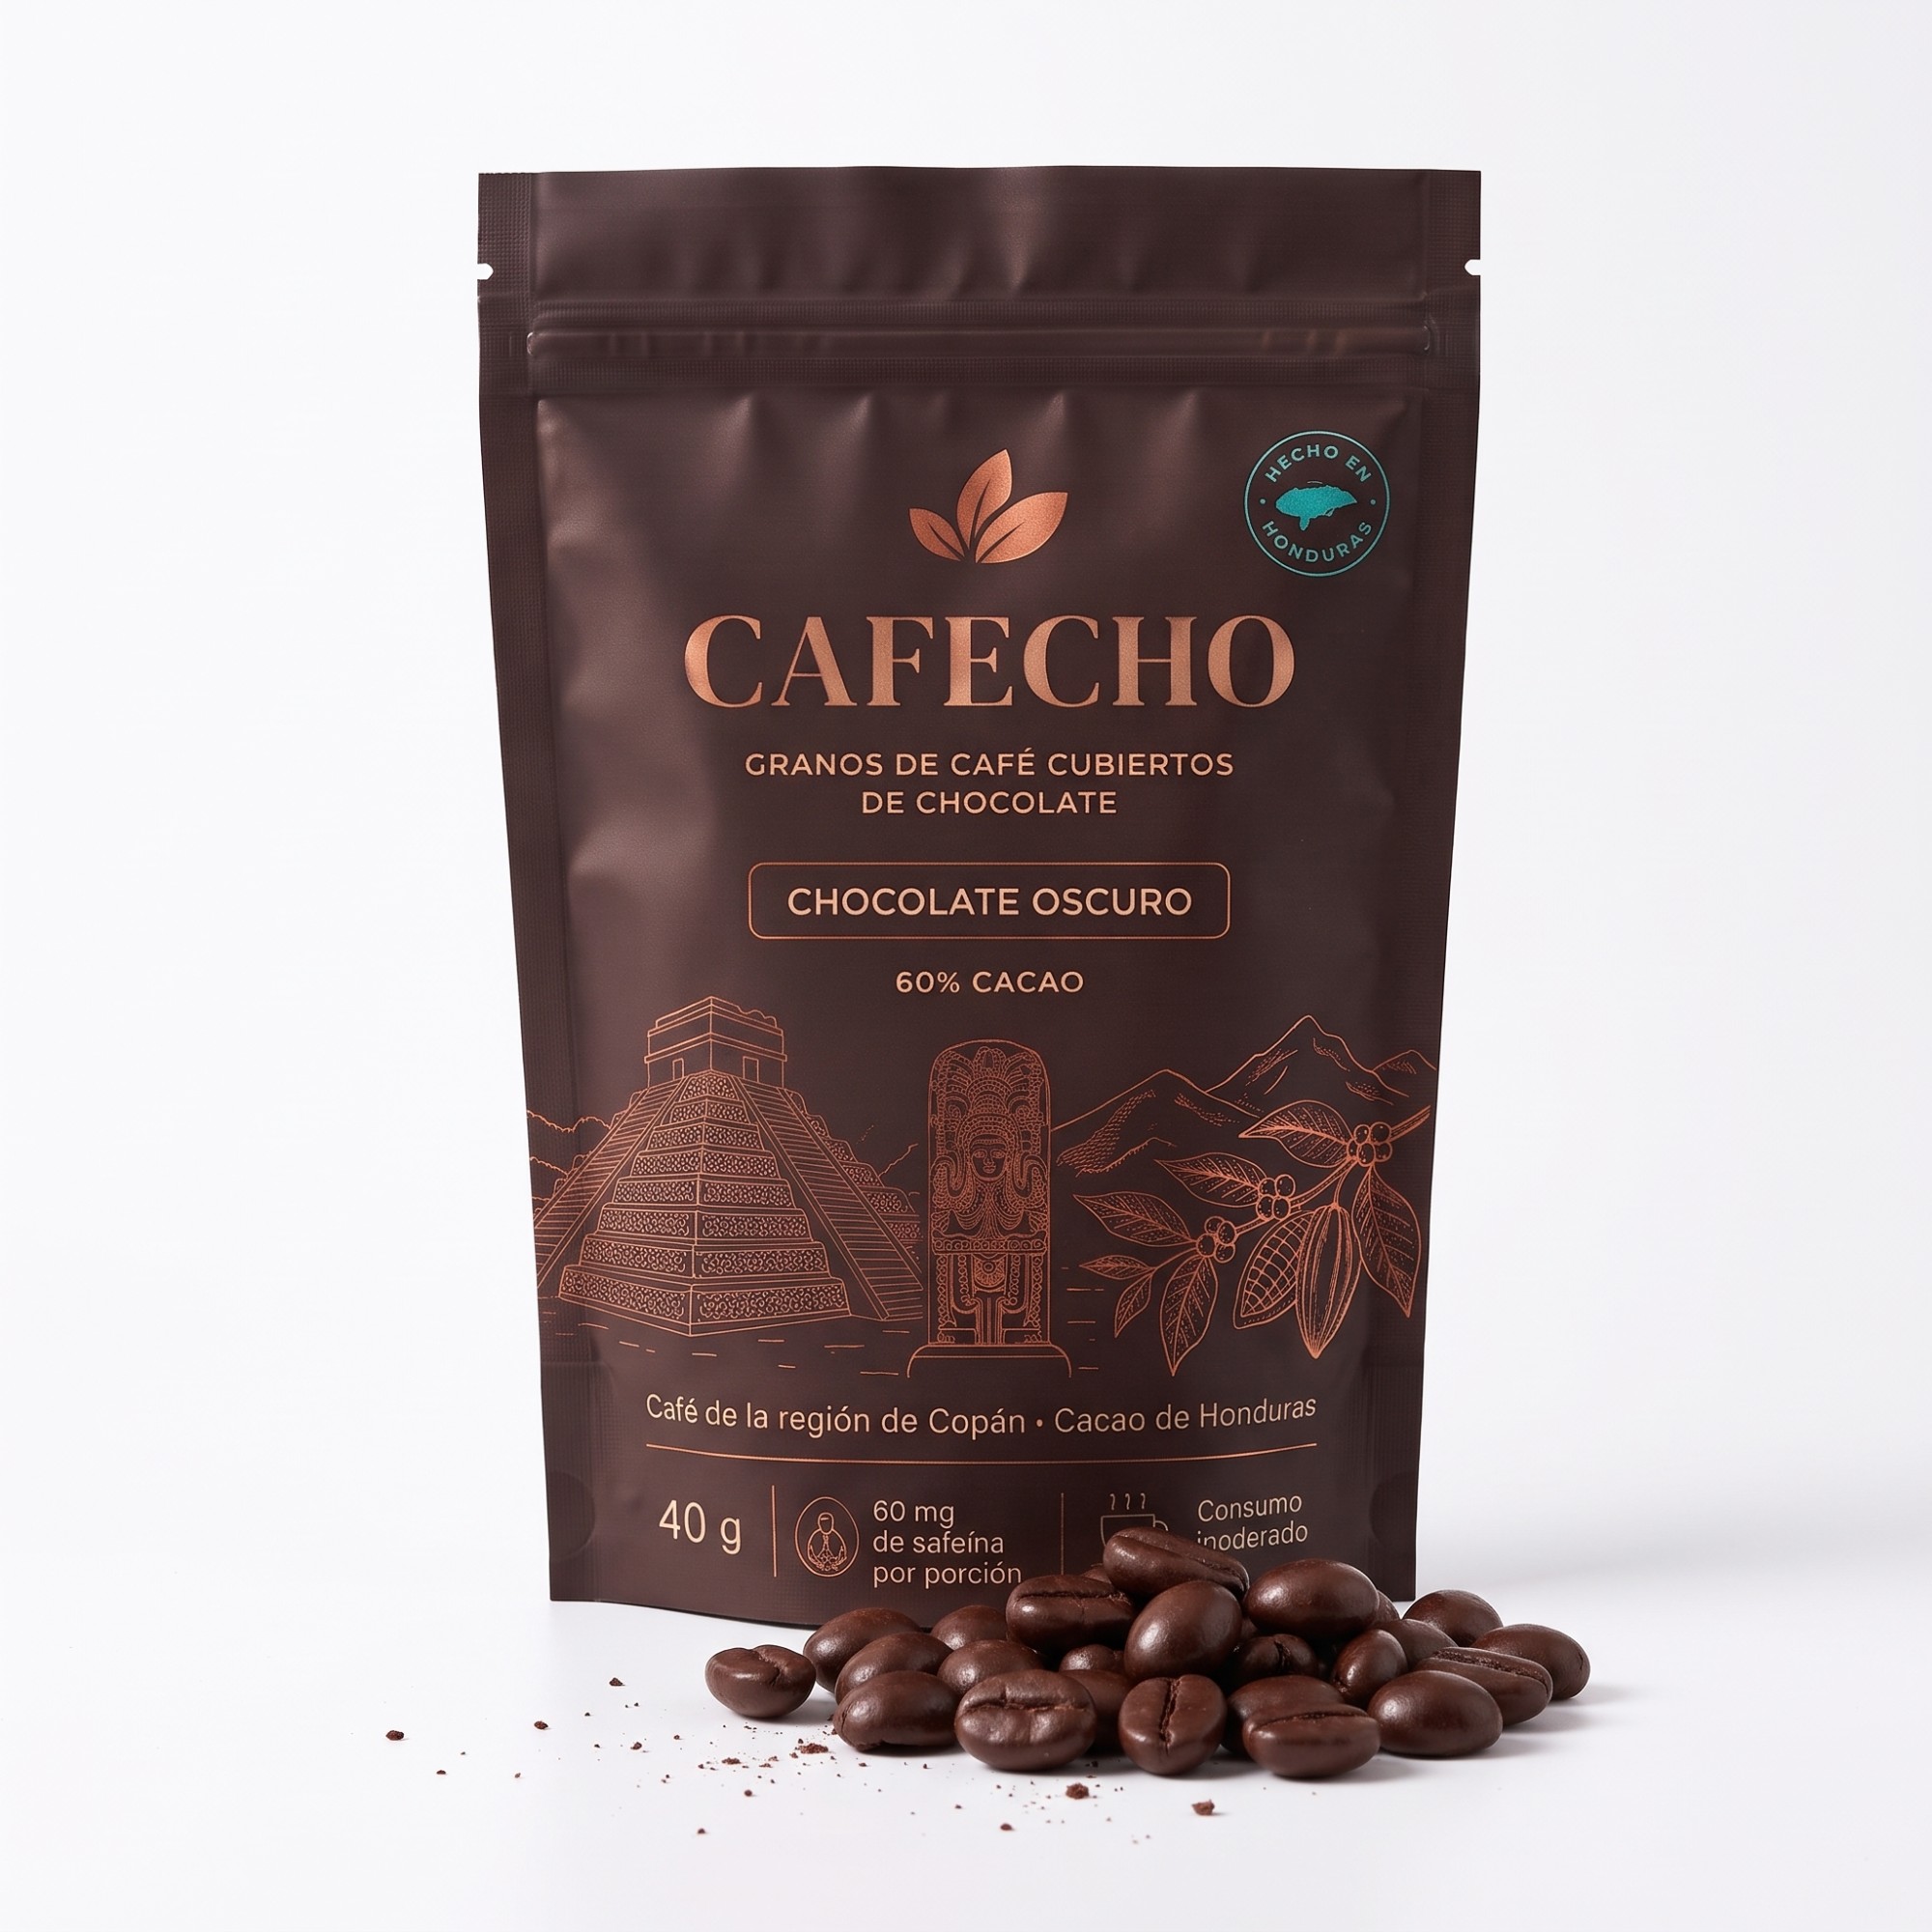 HECHO EN
HONDURAS
CAFECHO
GRANOS DE CAFÉ CUBIERTOS
DE CHOCOLATE
CHOCOLATE OSCURO
60% CACAO
Café de la región de Copán • Cacao de Honduras
40 g
60 mg
de safeína
por porción
Consumo
inoderado